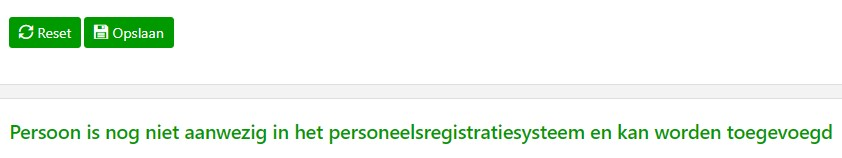 Reset Opslaan
Persoon is nog niet aanwezig in het personeelsregistratiesysteem en kan worden toegevoegd